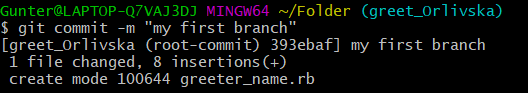 Gunter@LAPTOP-Q7VAJ3DJ MINGW64 ~/Folder (greet_Orlivska)
$ git commit -m "my first branch"
[greet_Orlivska (root-commit) 393ebaf] my first branch
 1 file changed, 8 insertions(+)
 create mode 100644 greeter_name.rb